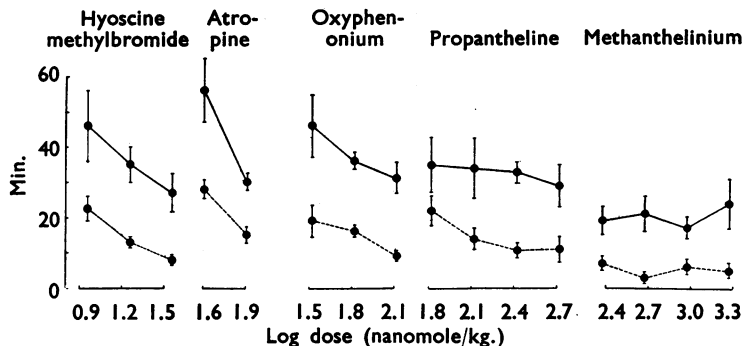 Hyoscine methylbromide
Atro-
pine
Oxyphen-
onium
Propantheline
Methanthelinium
60
40
20
0
Min.
0.9 1.2 1.5 1.6 1.9 1.5 1.8 2.1 1.8 2.1 2.4 2.7 2.4 2.7 3.0 3.3
Log dose (nanomole/kg.)